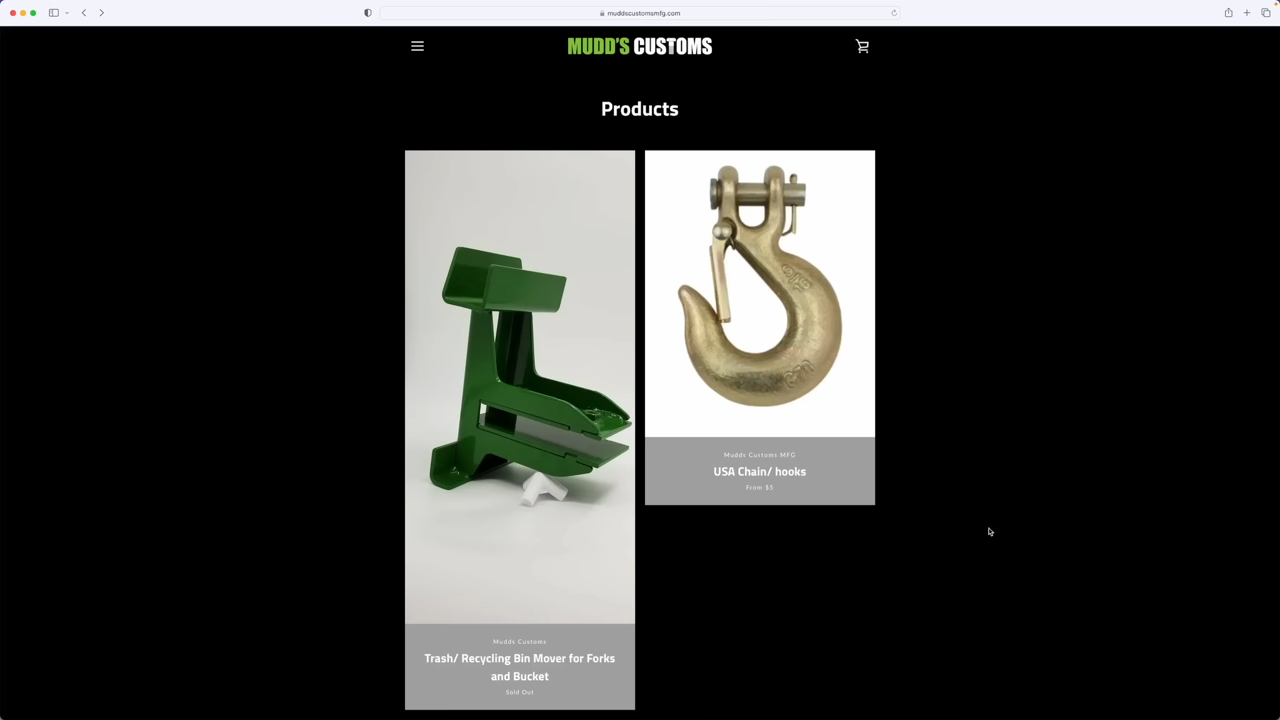 muddscustomsmfg.com
MUDD'S CUSTOMS
Products
Mudds Customs MFG
USA Chain/ hooks
From $5
Mudds Customs
Trash/ Recycling Bin Mover for Forks
and Bucket
Sold Out